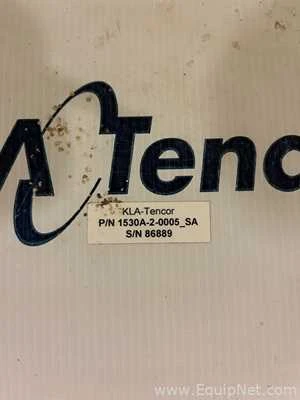 A Tenc
KLA-Tencor
P/N 1530A-2-0005_SA
S/N 86889
www.EquipNet.com